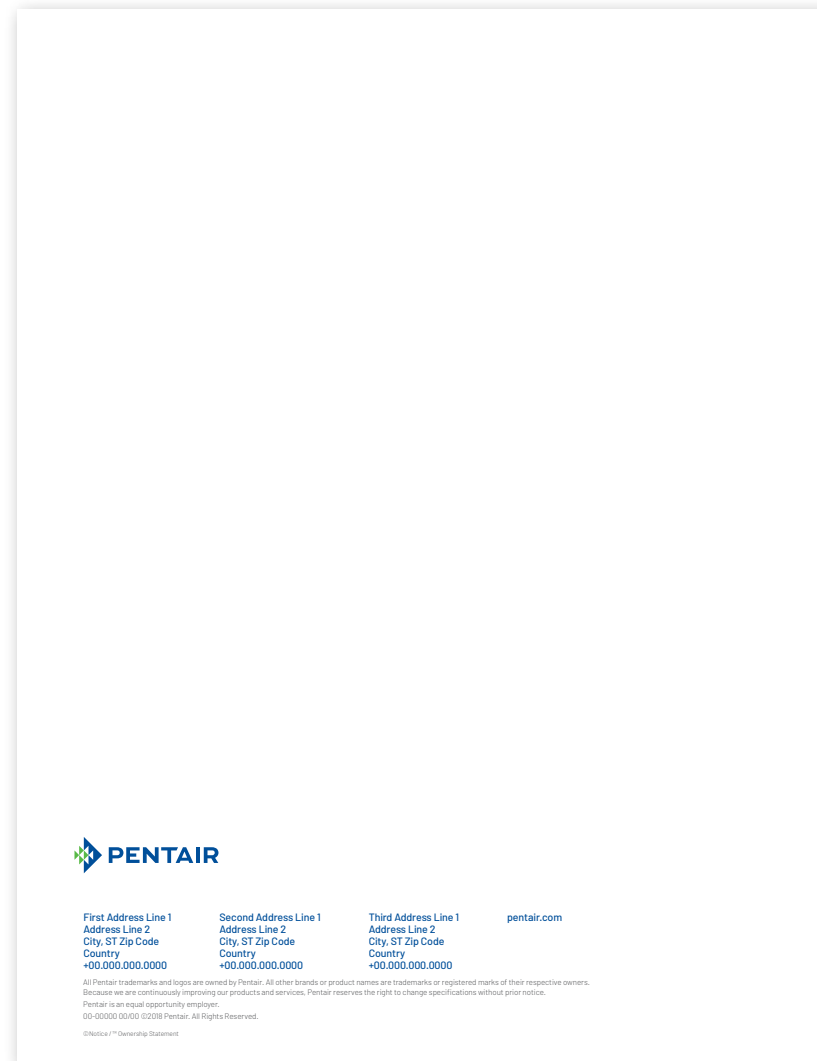 PENTAIR
First Address Line 1
Address Line 2
City, ST Zip Code
Country
+00.000.000.0000
Second Address Line 1
Address Line 2
City, ST Zip Code
Country
+00.000.000.0000
Third Address Line 1
Address Line 2
City, ST Zip Code
Country
+00.000.000.0000
pentair.com
All Pentair trademarks and logos are owned by Pentair. All other brands or product names are trademarks or registered marks of their respective owners.
Because we are continuously improving our products and services, Pentair reserves the right to change specifications without prior notice.
Pentair is an equal opportunity employer.
00-00000 00/00 ©2018 Pentair. All Rights Reserved.
©Notice / ™ Ownership Statement